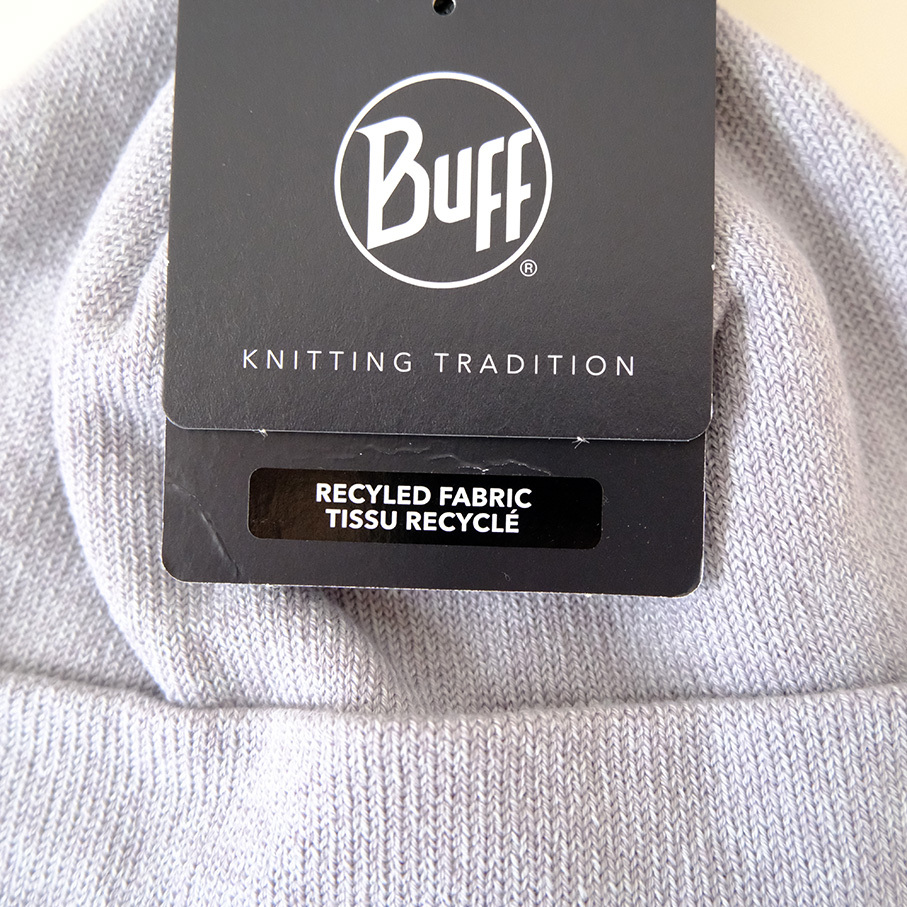 BUFF
®
KNITTING TRADITION
RECYLED FABRIC
TISSU RECYCLÉ